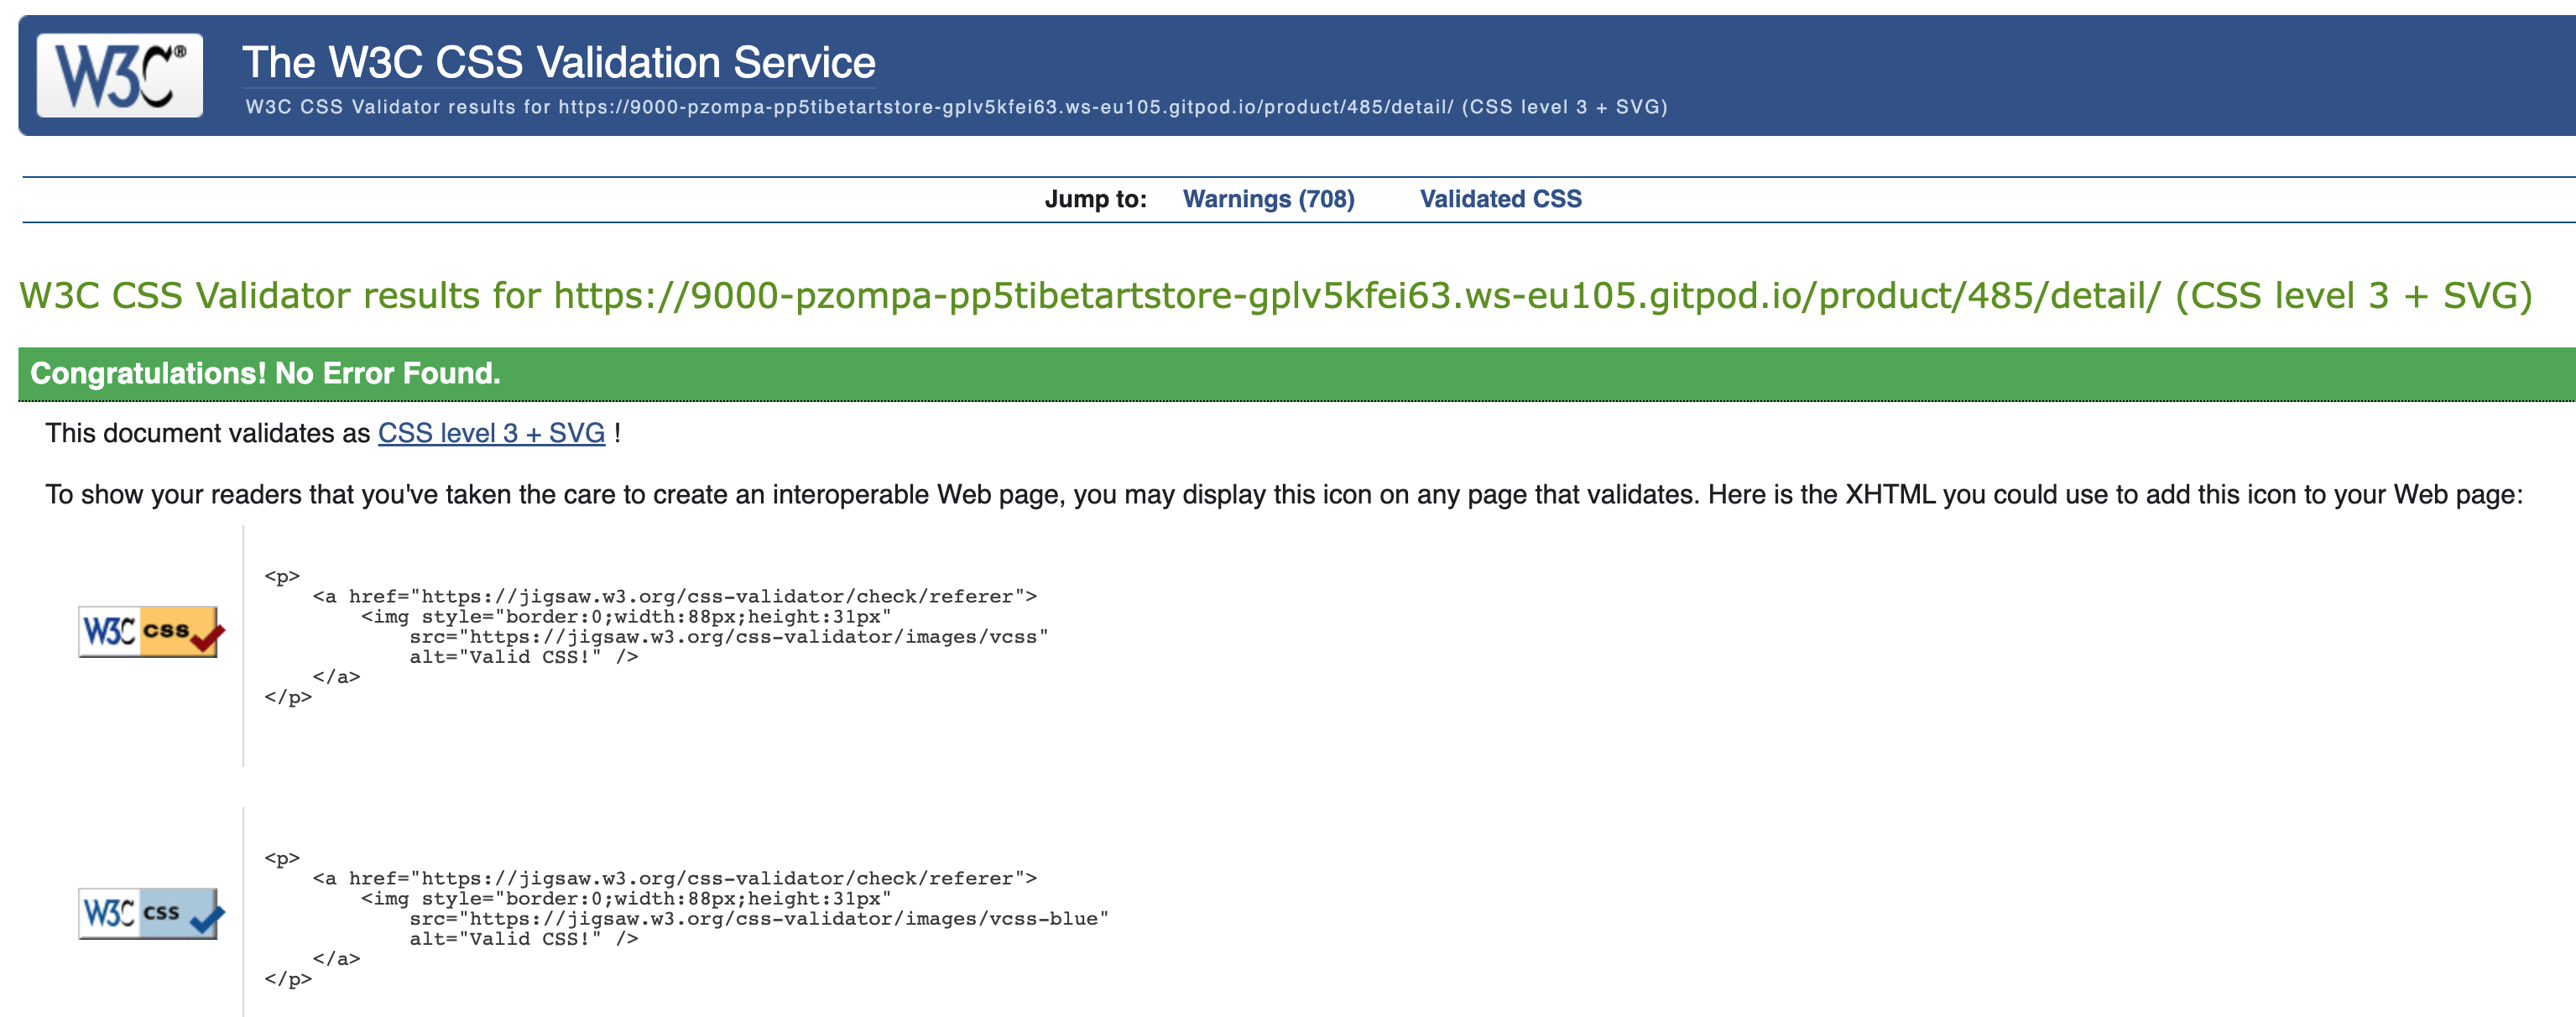 W3C®
The W3C CSS Validation Service
W3C CSS Validator results for https://9000-pzompa-pp5tibetartstore-gplv5kfei63.ws-eu105.gitpod.io/product/485/detail/ (CSS level 3 + SVG)
Jump to: Warnings (708) Validated CSS
W3C CSS Validator results for https://9000-pzompa-pp5tibetartstore-gplv5kfei63.ws-eu105.gitpod.io/product/485/detail/ (CSS level 3 + SVG)
Congratulations! No Error Found.
This document validates as CSS level 3 + SVG !
To show your readers that you've taken the care to create an interoperable Web page, you may display this icon on any page that validates. Here is the XHTML you could use to add this icon to your Web page:
W3C css
<p>
<a href="https://jigsaw.w3.org/css-validator/check/referer">
<img style="border:0;width:88px;height:31px"
src="https://jigsaw.w3.org/css-validator/images/vcss"
alt="Valid CSS!" />
</a>
</p>
W3C css
<p>
<a href="https://jigsaw.w3.org/css-validator/check/referer">
<img style="border:0;width:88px;height:31px"
src="https://jigsaw.w3.org/css-validator/images/vcss-blue"
alt="Valid CSS!" />
</a>
</p>